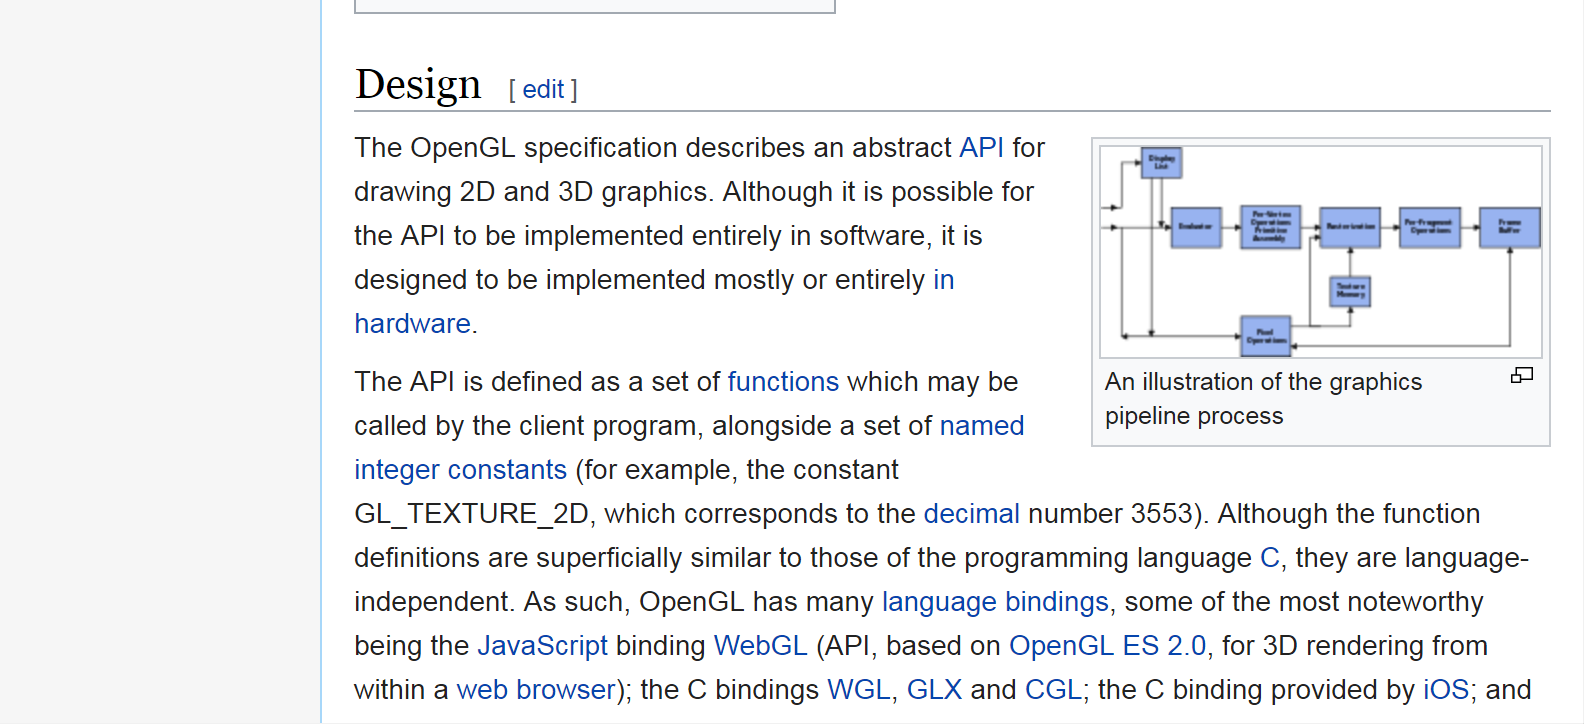 Design [ edit ]
The OpenGL specification describes an abstract API for
drawing 2D and 3D graphics. Although it is possible for
the API to be implemented entirely in software, it is
designed to be implemented mostly or entirely in
hardware.
Display
List
Evaluator
Per-Vertex
Operations
Primitive
Assembly
Rasterization
Per-Fragment
Operations
Frame
Buffer
Texture
Memory
Pixel
Operations
An illustration of the graphics
pipeline process
The API is defined as a set of functions which may be
called by the client program, alongside a set of named
integer constants (for example, the constant
GL_TEXTURE_2D, which corresponds to the decimal number 3553). Although the function
definitions are superficially similar to those of the programming language C, they are language-
independent. As such, OpenGL has many language bindings, some of the most noteworthy
being the JavaScript binding WebGL (API, based on OpenGL ES 2.0, for 3D rendering from
within a web browser); the C bindings WGL, GLX and CGL; the C binding provided by iOS; and